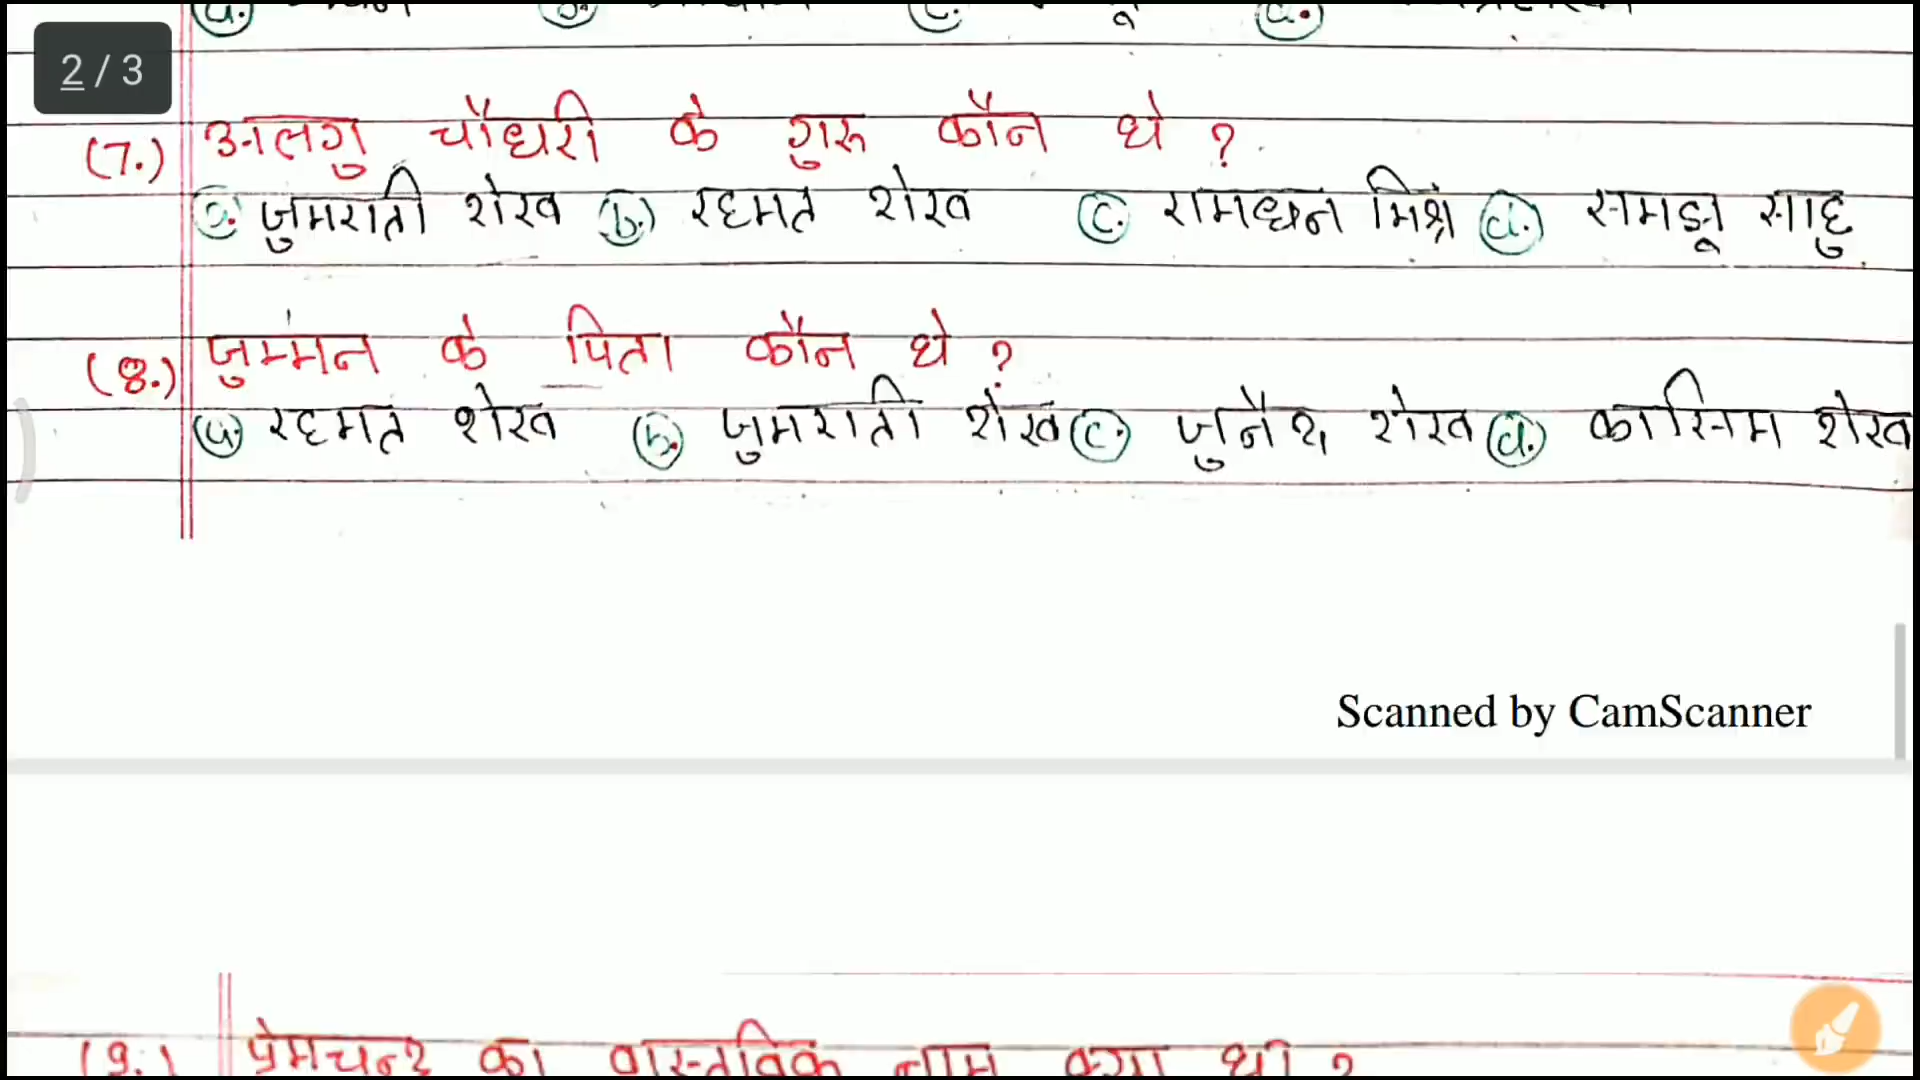 2 / 3
(7.) अलगु चौधरी के गुरू कौन थे ?
a. जुमराती शेख b. रहमत शेख c. रामधन मिश्र d. समझू साहु
(8.) जुम्मन के पिता कौन थे ?
a. रहमत शेख b. जुमराती शेख c. जुनैद शेख d. कासिम शेख
Scanned by CamScanner
(9.) प्रेमचन्द का वास्तविक नाम क्या था ?